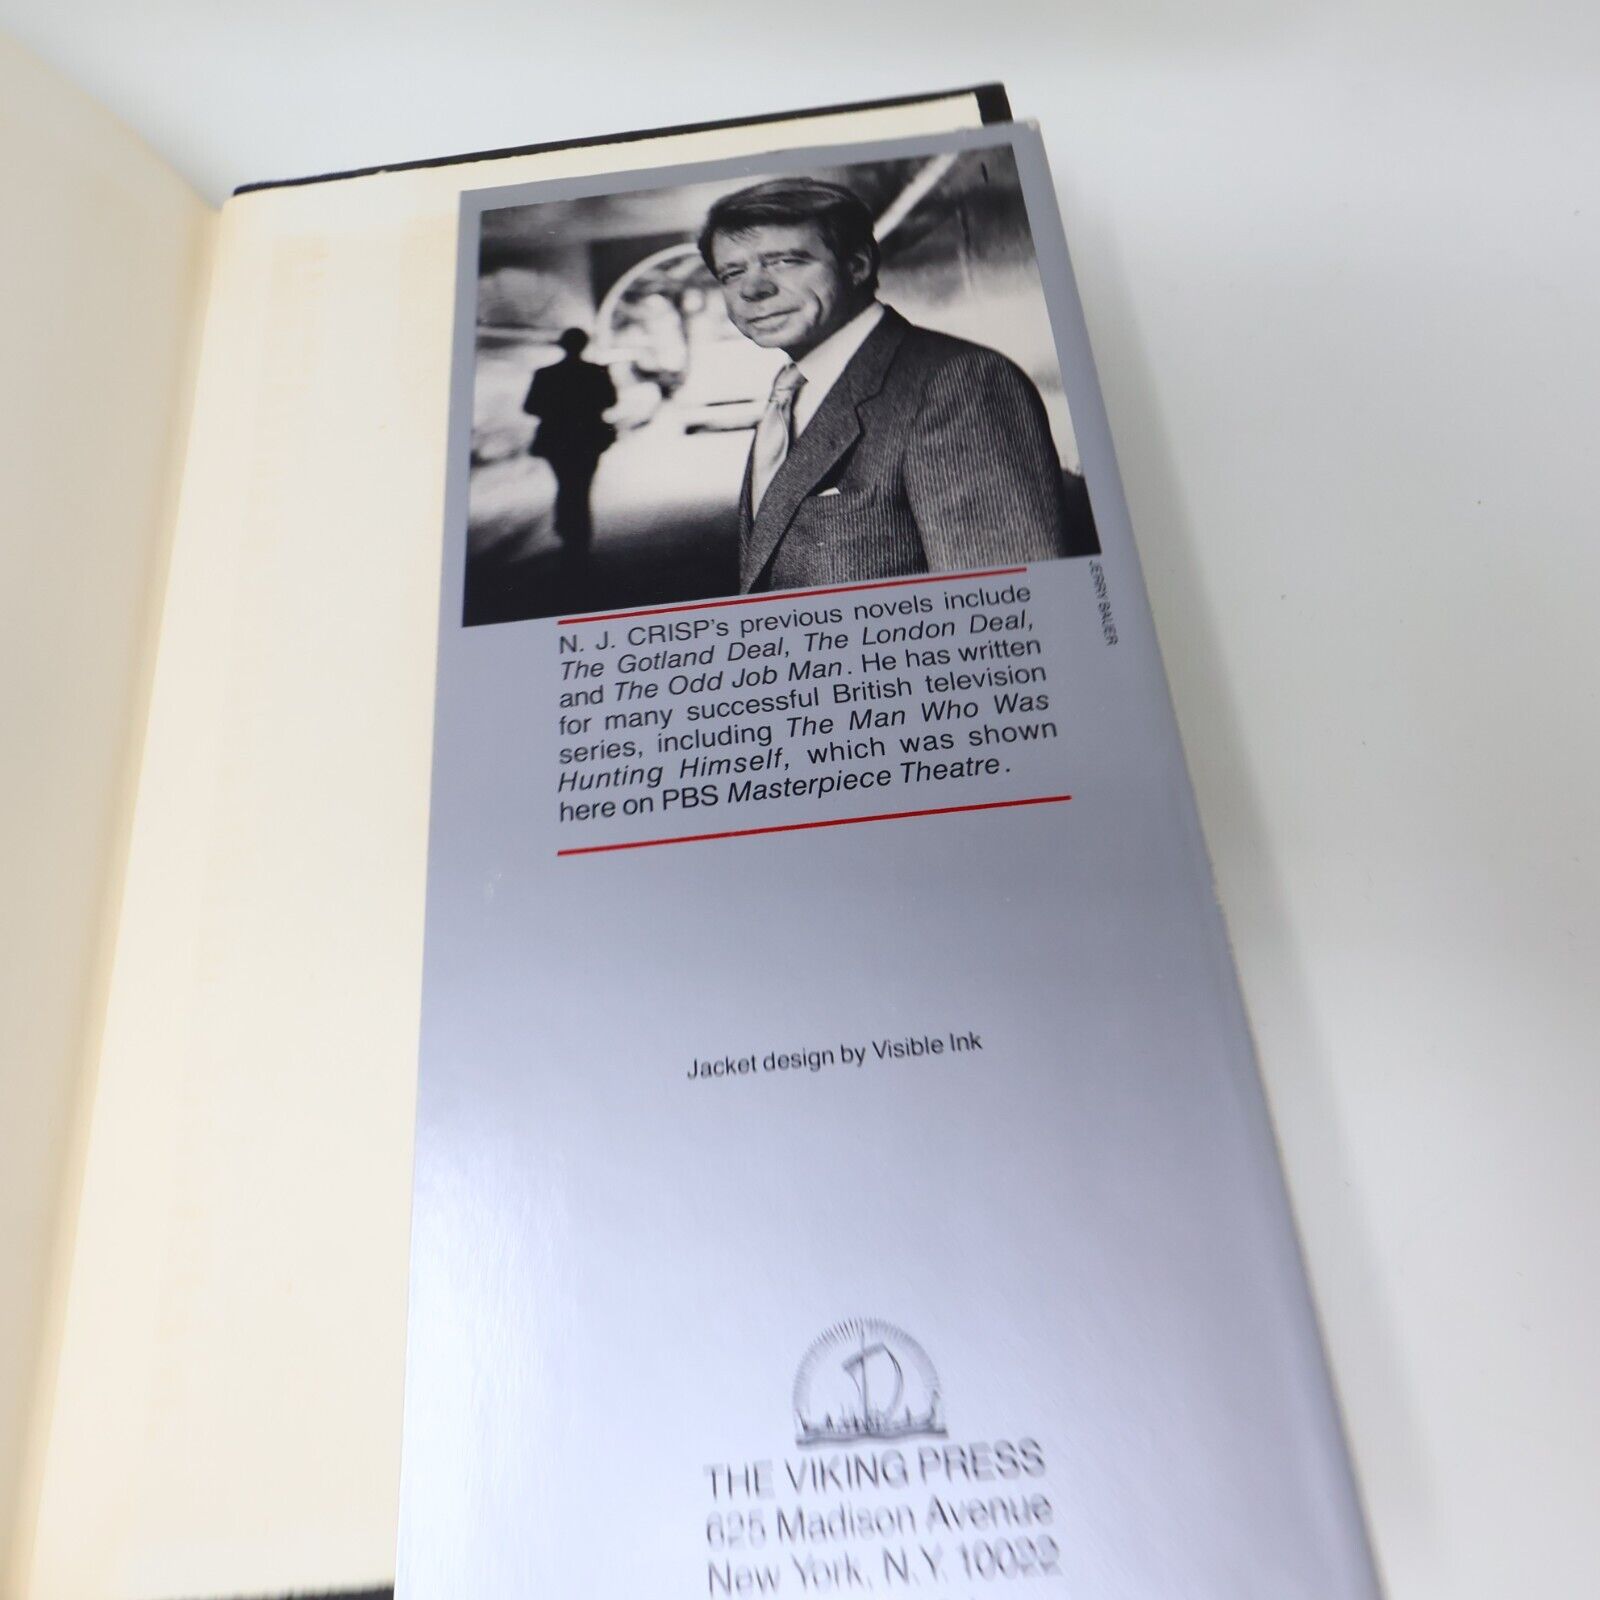 JERRY BAUER
N. J. CRISP's previous novels include
The Gotland Deal, The London Deal,
and The Odd Job Man. He has written
for many successful British television
series, including The Man Who Was
Hunting Himself, which was shown
here on PBS Masterpiece Theatre.
Jacket design by Visible Ink
THE VIKING PRESS
625 Madison Avenue
New York, N.Y. 10022